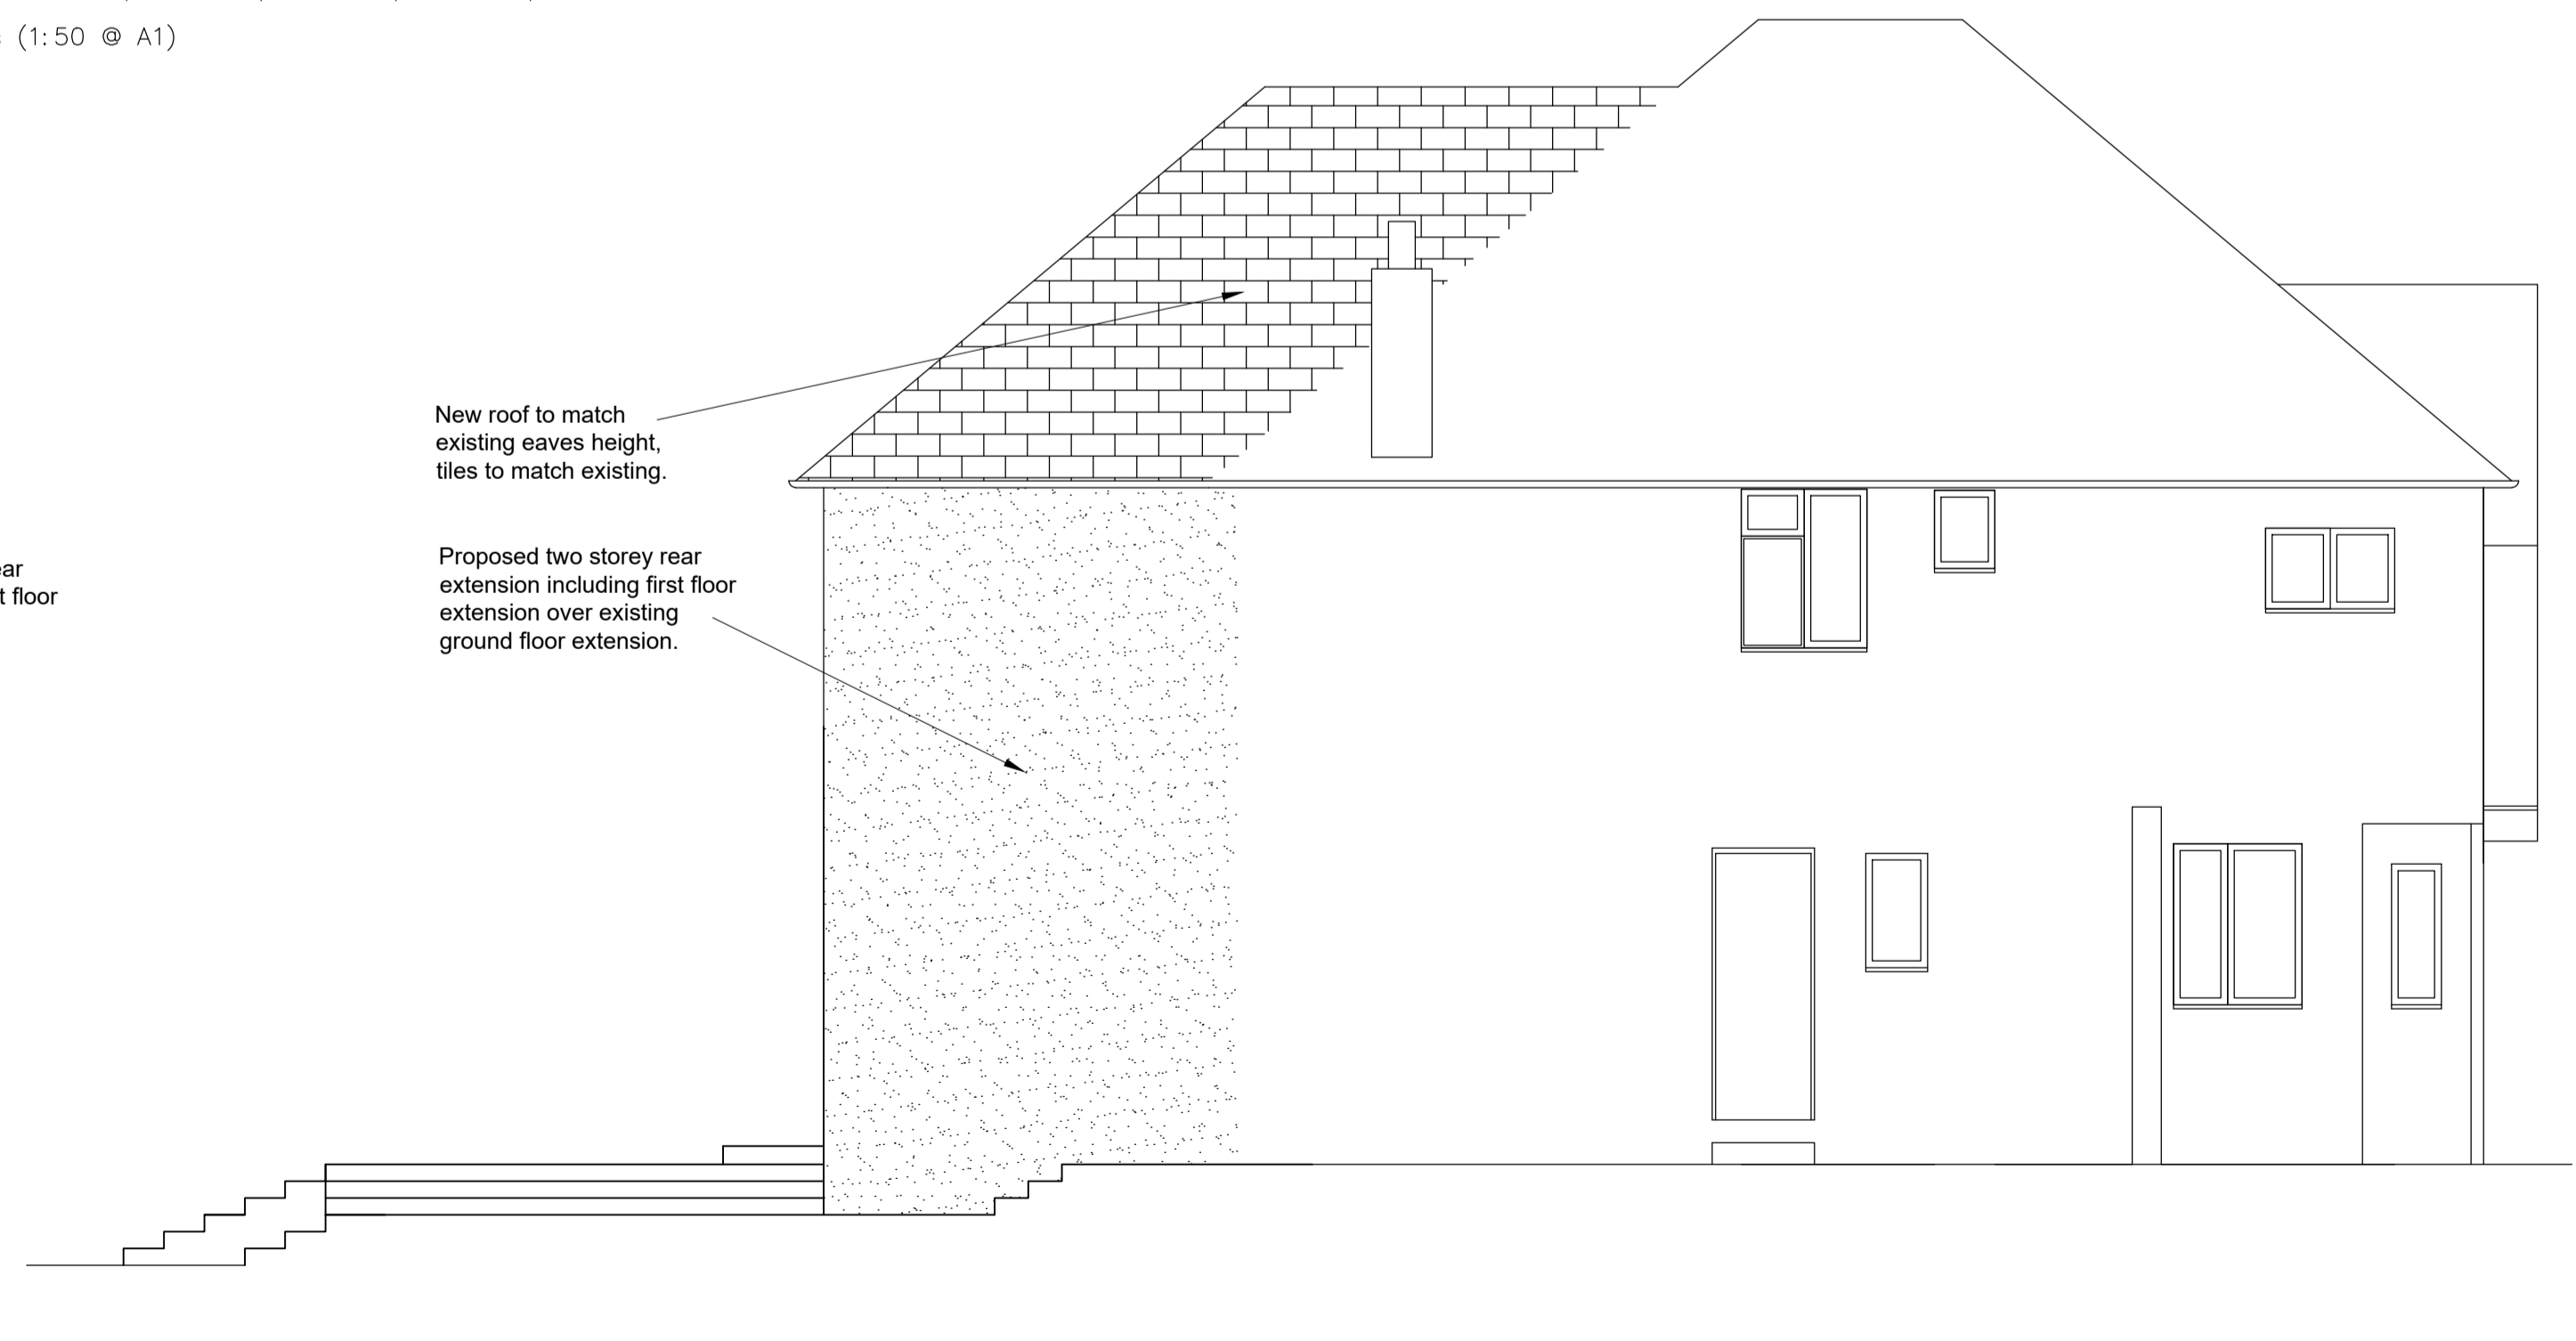 (1:50 @ A1)
New roof to match
existing eaves height,
tiles to match existing.
Proposed two storey rear
extension including first floor
extension over existing
ground floor extension.
floor